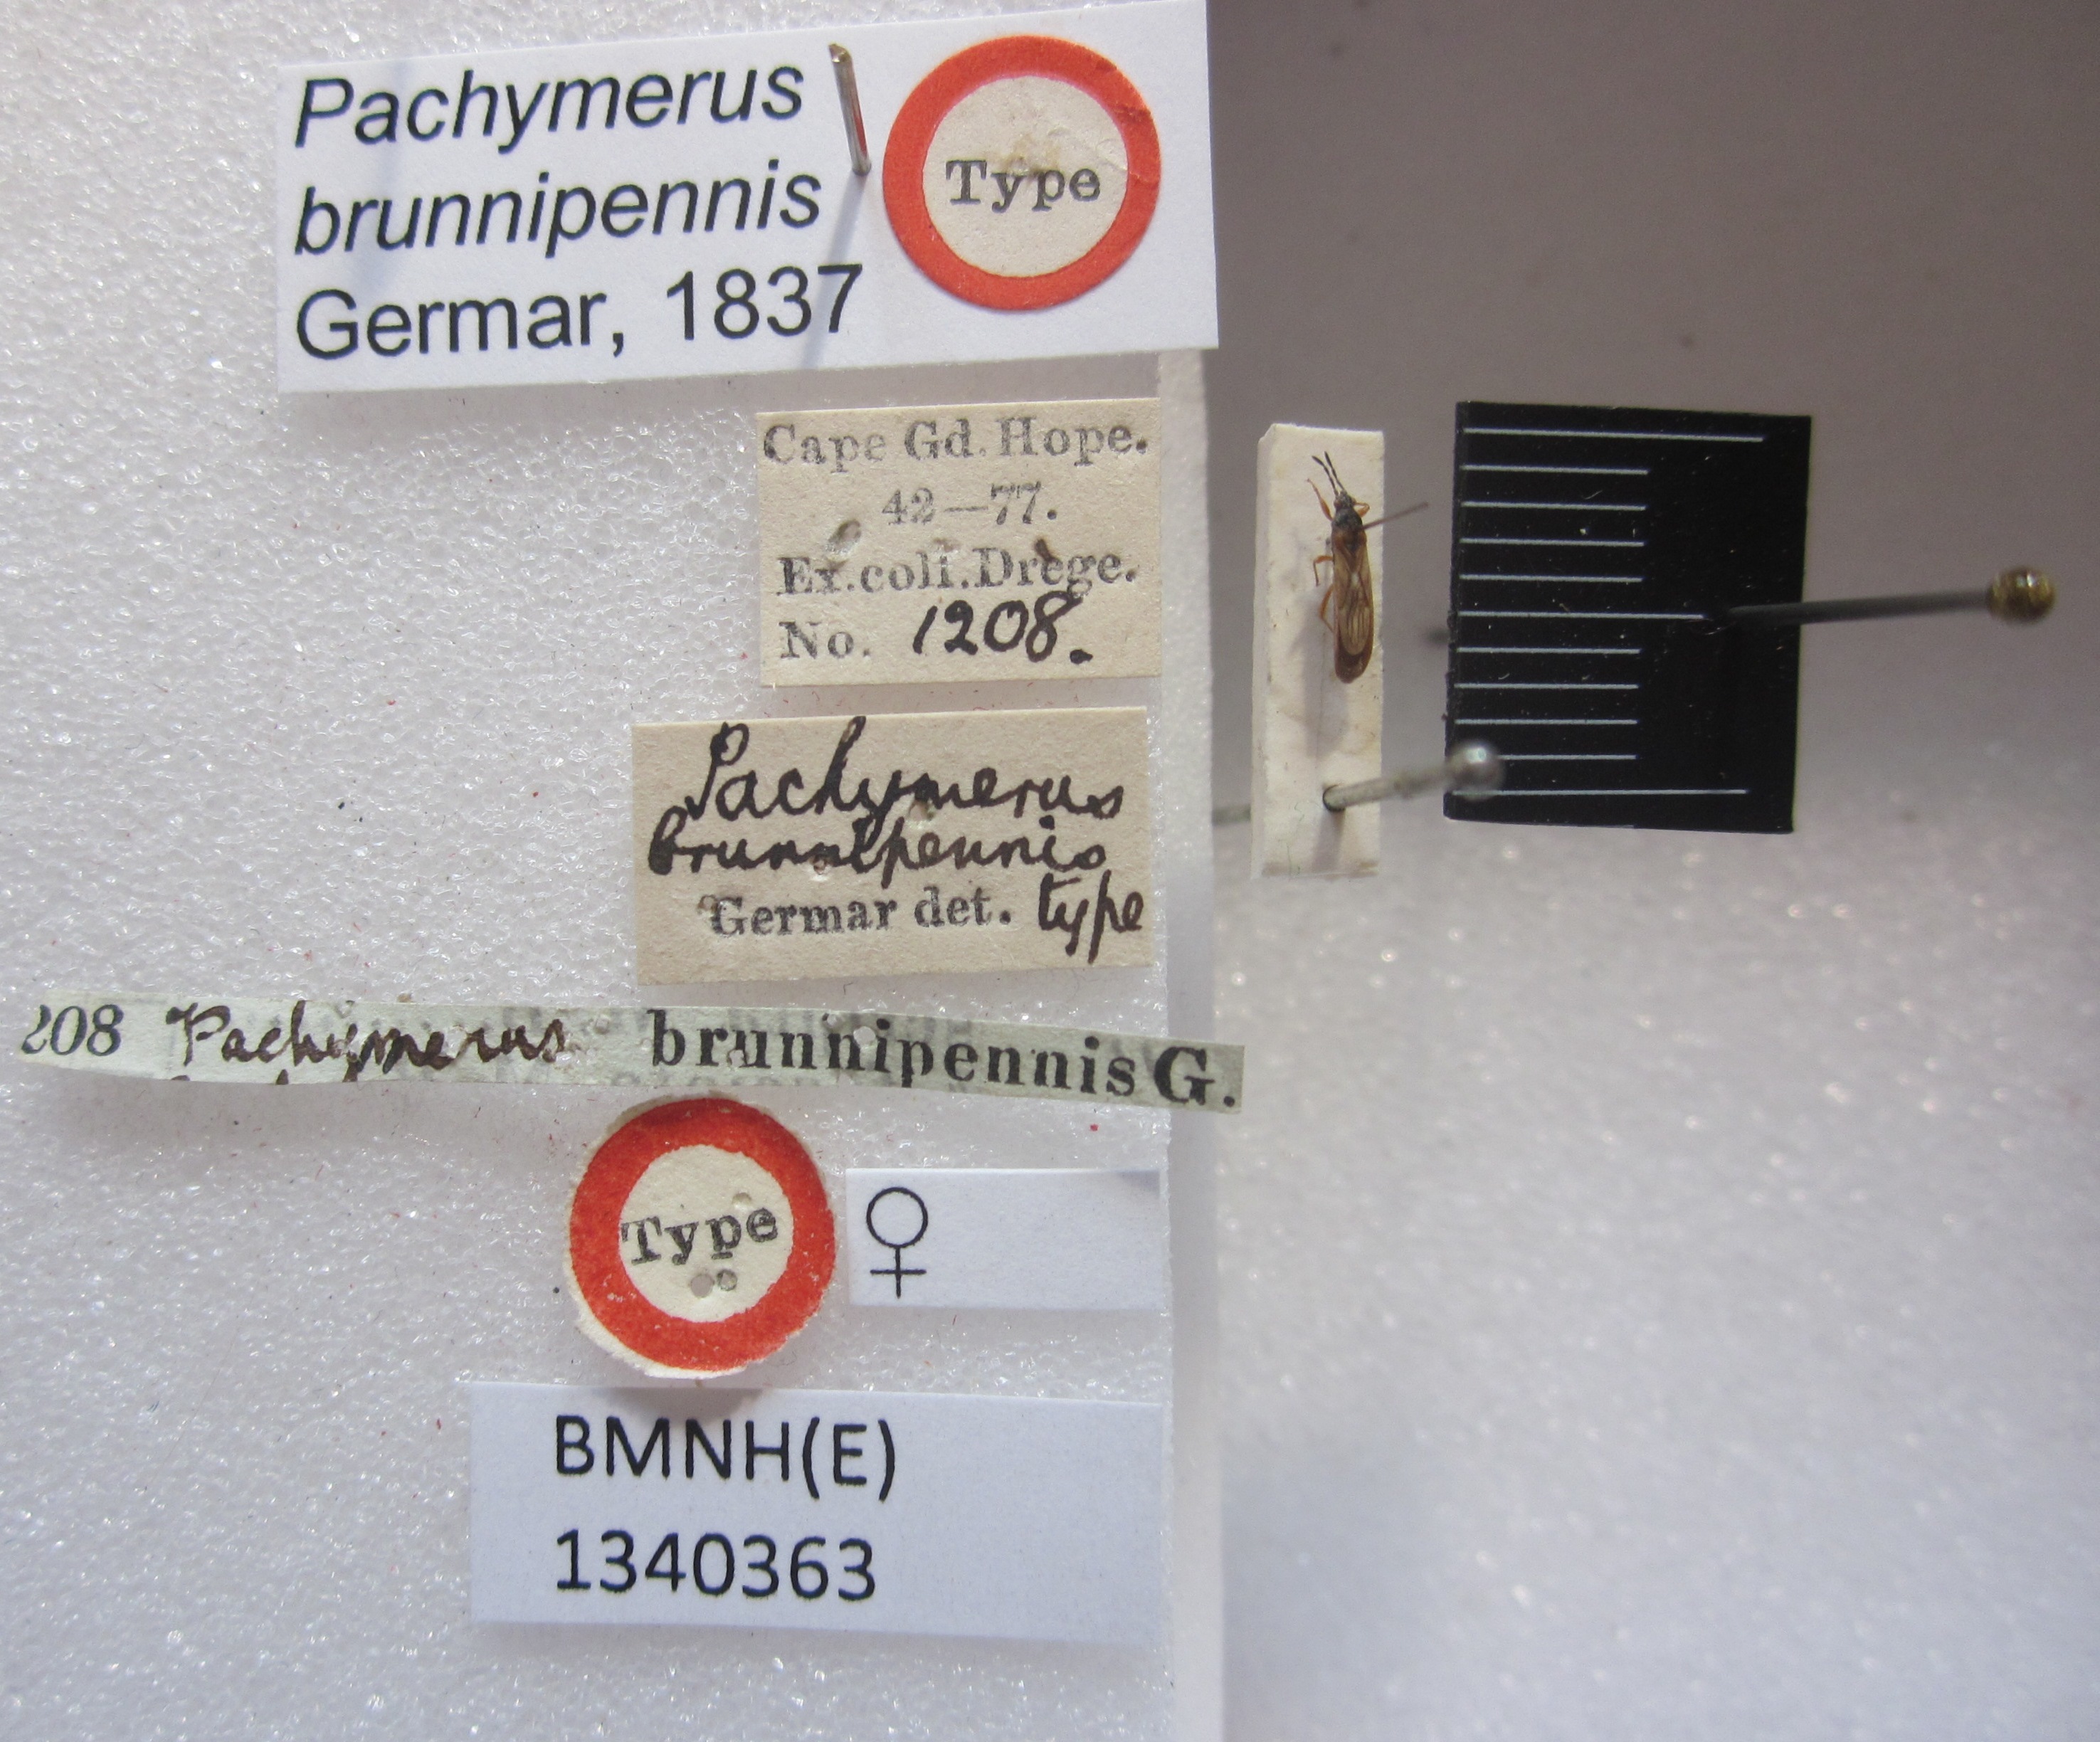 Pachymerus
brunnipennis
Germar, 1837
Type
Cape Gd. Hope.
42—77.
Ex. coll. Drege.
No. 1208.
Pachymerus
brunnipennis
Germar det. type
208 Pachymerus brunnipennis G.
Type
♀
BMNH(E)
1340363